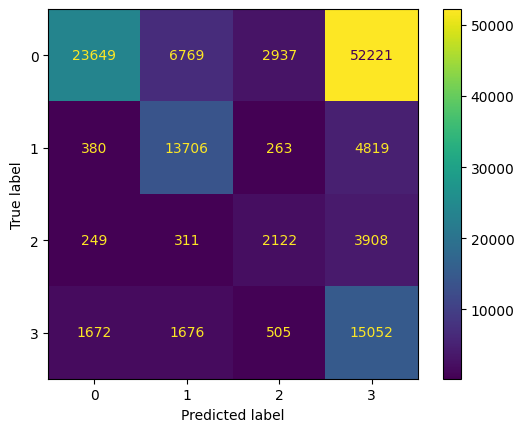 0 23649 6769 2937 52221
1 380 13706 263 4819
2 249 311 2122 3908
3 1672 1676 505 15052
0 1 2 3
Predicted label
True label
50000
40000
30000
20000
10000